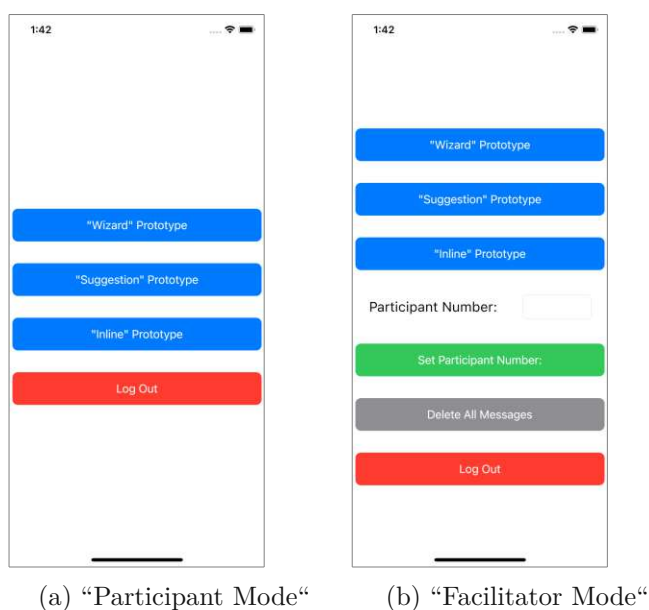 1:42
"Wizard" Prototype
"Suggestion" Prototype
"Inline" Prototype
Log Out
(a) “Participant Mode“
1:42
"Wizard" Prototype
"Suggestion" Prototype
"Inline" Prototype
Participant Number:
Set Participant Number:
Delete All Messages
Log Out
(b) “Facilitator Mode“